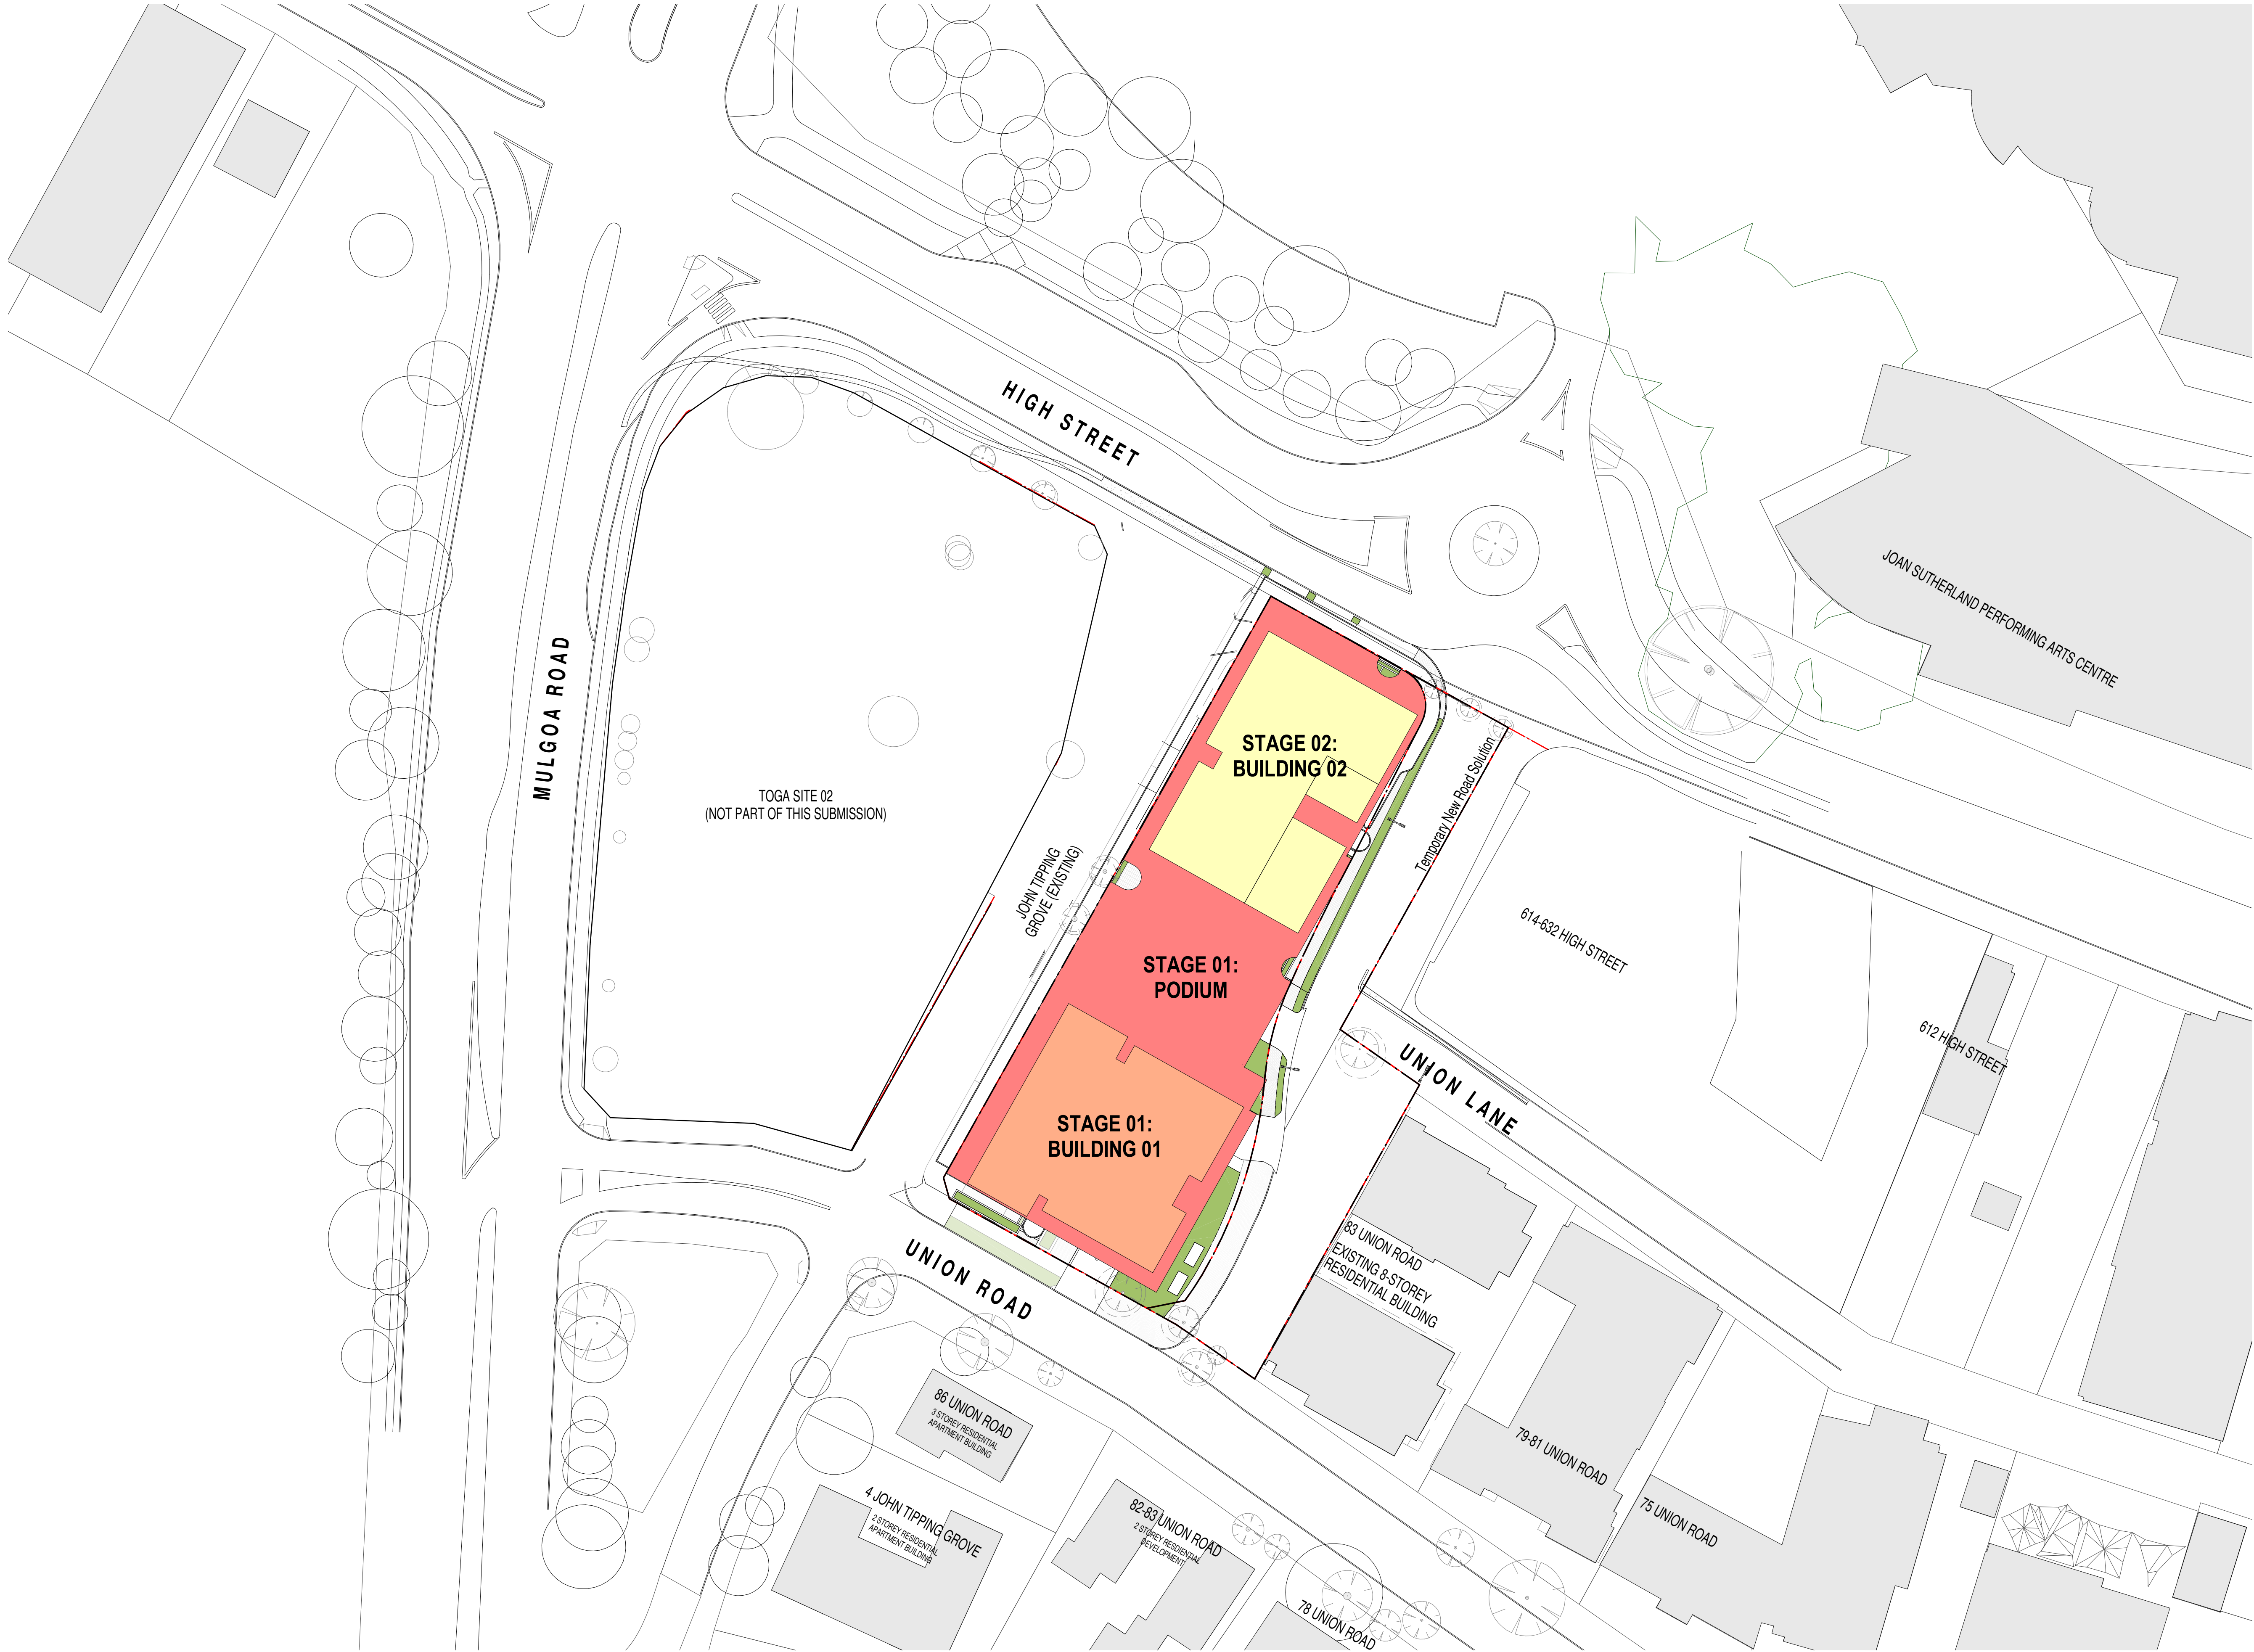 HIGH STREET
JOAN SUTHERLAND PERFORMING ARTS CENTRE
MULGOA ROAD
STAGE 02:
BUILDING 02
Temporary New Road Solution
TOGA SITE 02
(NOT PART OF THIS SUBMISSION)
JOHN TIPPING
GROVE (EXISTING)
614-632 HIGH STREET
STAGE 01:
PODIUM
612 HIGH STREET
UNION LANE
STAGE 01:
BUILDING 01
83 UNION ROAD
EXISTING 8-STOREY
RESIDENTIAL BUILDING
UNION ROAD
86 UNION ROAD
3 STOREY RESIDENTIAL
APARTMENT BUILDING
79-81 UNION ROAD
4 JOHN TIPPING GROVE
2 STOREY RESIDENTIAL
APARTMENT BUILDING
82-83 UNION ROAD
2 STOREY RESIDENTIAL
DEVELOPMENT
75 UNION ROAD
78 UNION ROAD